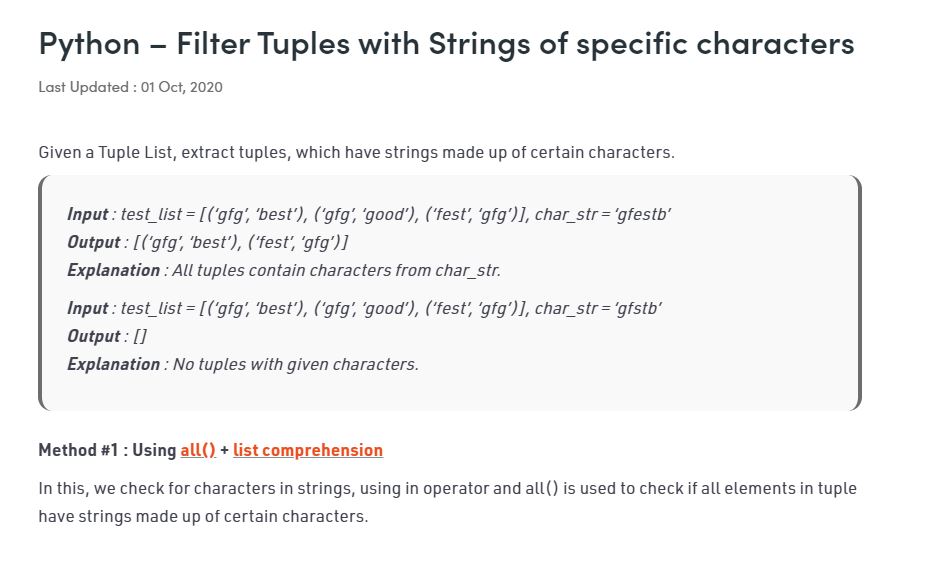 Python – Filter Tuples with Strings of specific characters
Last Updated : 01 Oct, 2020
Given a Tuple List, extract tuples, which have strings made up of certain characters.
Input : test_list = [(‘gfg’, ‘best’), (‘gfg’, ‘good’), (‘fest’, ‘gfg’)], char_str = ‘gfestb’
Output : [(‘gfg’, ‘best’), (‘fest’, ‘gfg’)]
Explanation : All tuples contain characters from char_str.
Input : test_list = [(‘gfg’, ‘best’), (‘gfg’, ‘good’), (‘fest’, ‘gfg’)], char_str = ‘gfstb’
Output : []
Explanation : No tuples with given characters.
Method #1 : Using all() + list comprehension
In this, we check for characters in strings, using in operator and all() is used to check if all elements in tuple
have strings made up of certain characters.